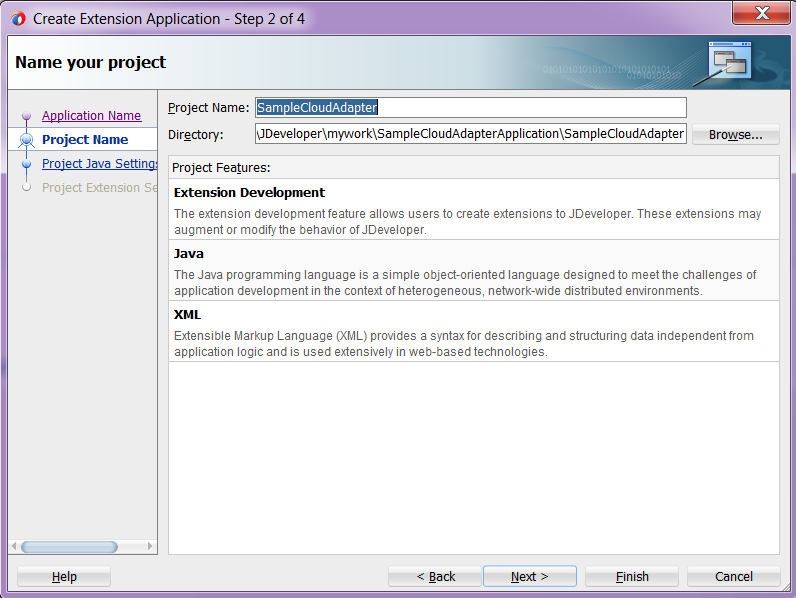 Create Extension Application - Step 2 of 4
Name your project
Application Name
Project Name
Project Java Settings
Project Extension Se
Project Name: SampleCloudAdapter
Directory: \JDeveloper\mywork\SampleCloudAdapterApplication\SampleCloudAdapter Browse...
Project Features:
Extension Development
The extension development feature allows users to create extensions to JDeveloper. These extensions may
augment or modify the behavior of JDeveloper.
Java
The Java programming language is a simple object-oriented language designed to meet the challenges of
application development in the context of heterogeneous, network-wide distributed environments.
XML
Extensible Markup Language (XML) provides a syntax for describing and structuring data independent from
application logic and is used extensively in web-based technologies.
Help < Back Next > Finish Cancel